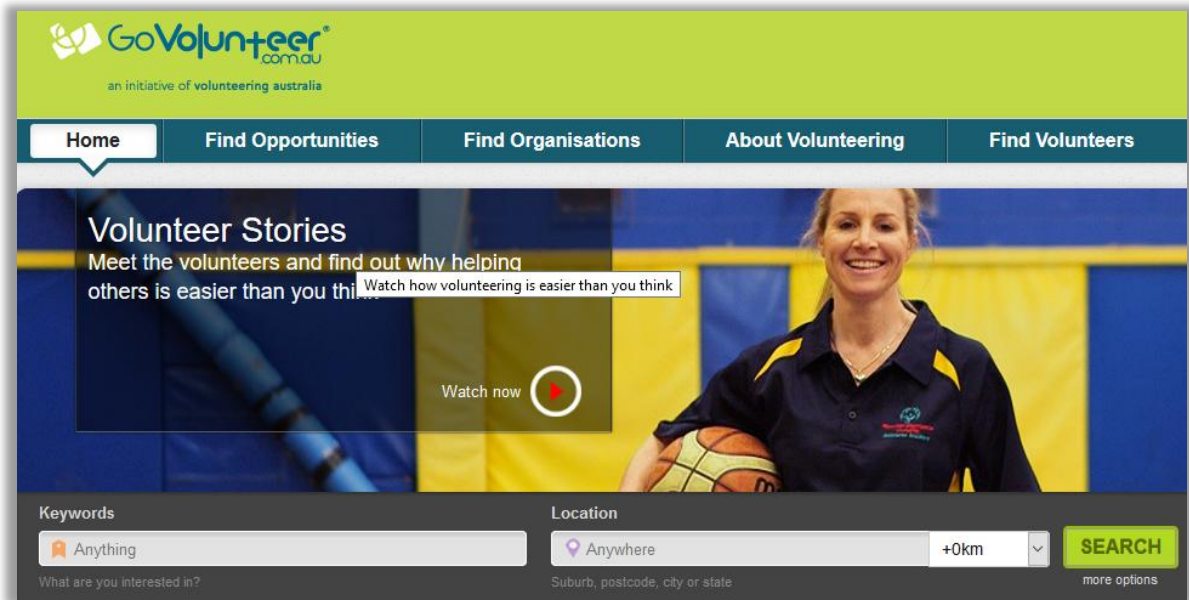 GoVolunteer®
.com.au
an initiative of volunteering australia
Home
Find Opportunities
Find Organisations
About Volunteering
Find Volunteers
Volunteer Stories
Meet the volunteers and find out why helping
others is easier than you think
Watch how volunteering is easier than you think
Watch now
Keywords
Location
Anything
Anywhere
+0km
SEARCH
What are you interested in?
Suburb, postcode, city or state
more options